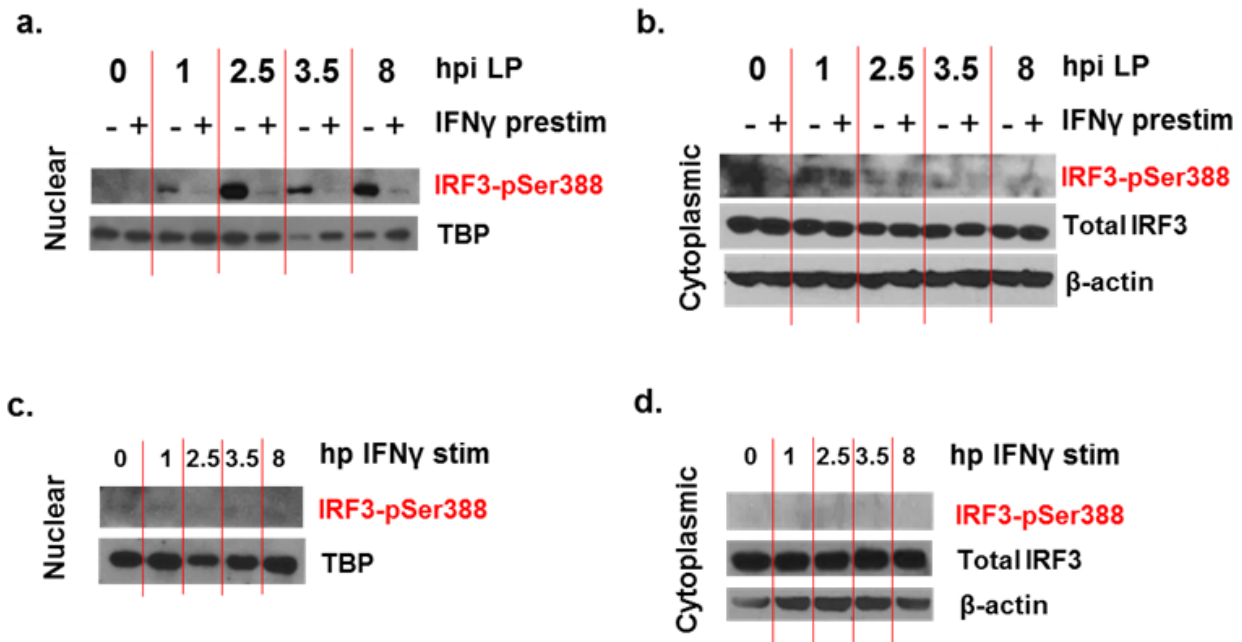 a.
0 1 2.5 3.5 8 hpi LP
- + - + - + - + - + IFNγ prestim
Nuclear
IRF3-pSer388
TBP
b.
0 1 2.5 3.5 8 hpi LP
- + - + - + - + - + IFNγ prestim
Cytoplasmic
IRF3-pSer388
Total IRF3
β-actin
c.
0 1 2.5 3.5 8 hp IFNγ stim
Nuclear
IRF3-pSer388
TBP
d.
0 1 2.5 3.5 8 hp IFNγ stim
Cytoplasmic
IRF3-pSer388
Total IRF3
β-actin